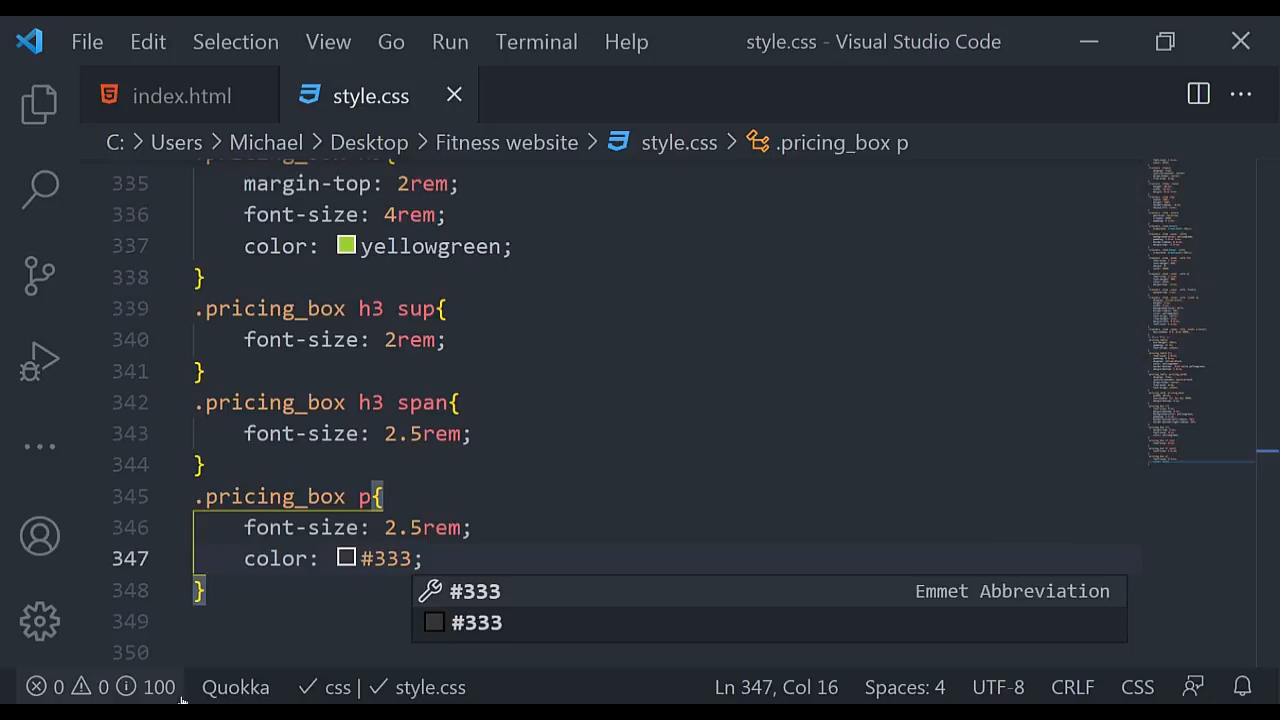 File Edit Selection View Go Run Terminal Help style.css - Visual Studio Code
index.html style.css
C: > Users > Michael > Desktop > Fitness website > style.css > .pricing_box p
335 margin-top: 2rem;
336 font-size: 4rem;
337 color: yellowgreen;
338 }
339 .pricing_box h3 sup{
340 font-size: 2rem;
341 }
342 .pricing_box h3 span{
343 font-size: 2.5rem;
344 }
345 .pricing_box p{
346 font-size: 2.5rem;
347 color: #333;
348 }
#333 Emmet Abbreviation
349
#333
350
0 0 100 Quokka css | style.css Ln 347, Col 16 Spaces: 4 UTF-8 CRLF CSS